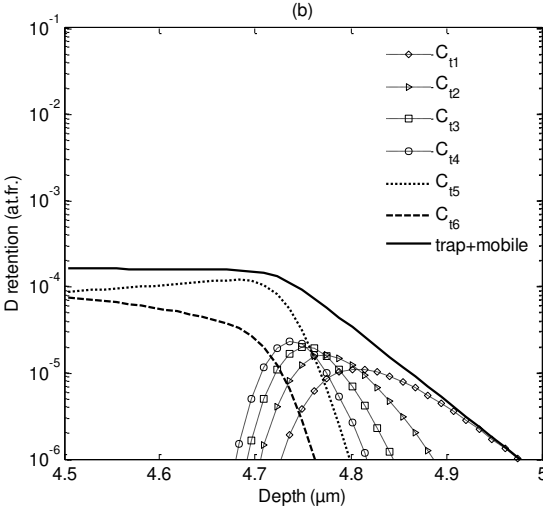 (b)
10^-1
10^-2
10^-3
10^-4
10^-5
10^-6
D retention (at.fr.)
C_t1
C_t2
C_t3
C_t4
C_t5
C_t6
trap+mobile
4.5 4.6 4.7 4.8 4.9 5
Depth (μm)